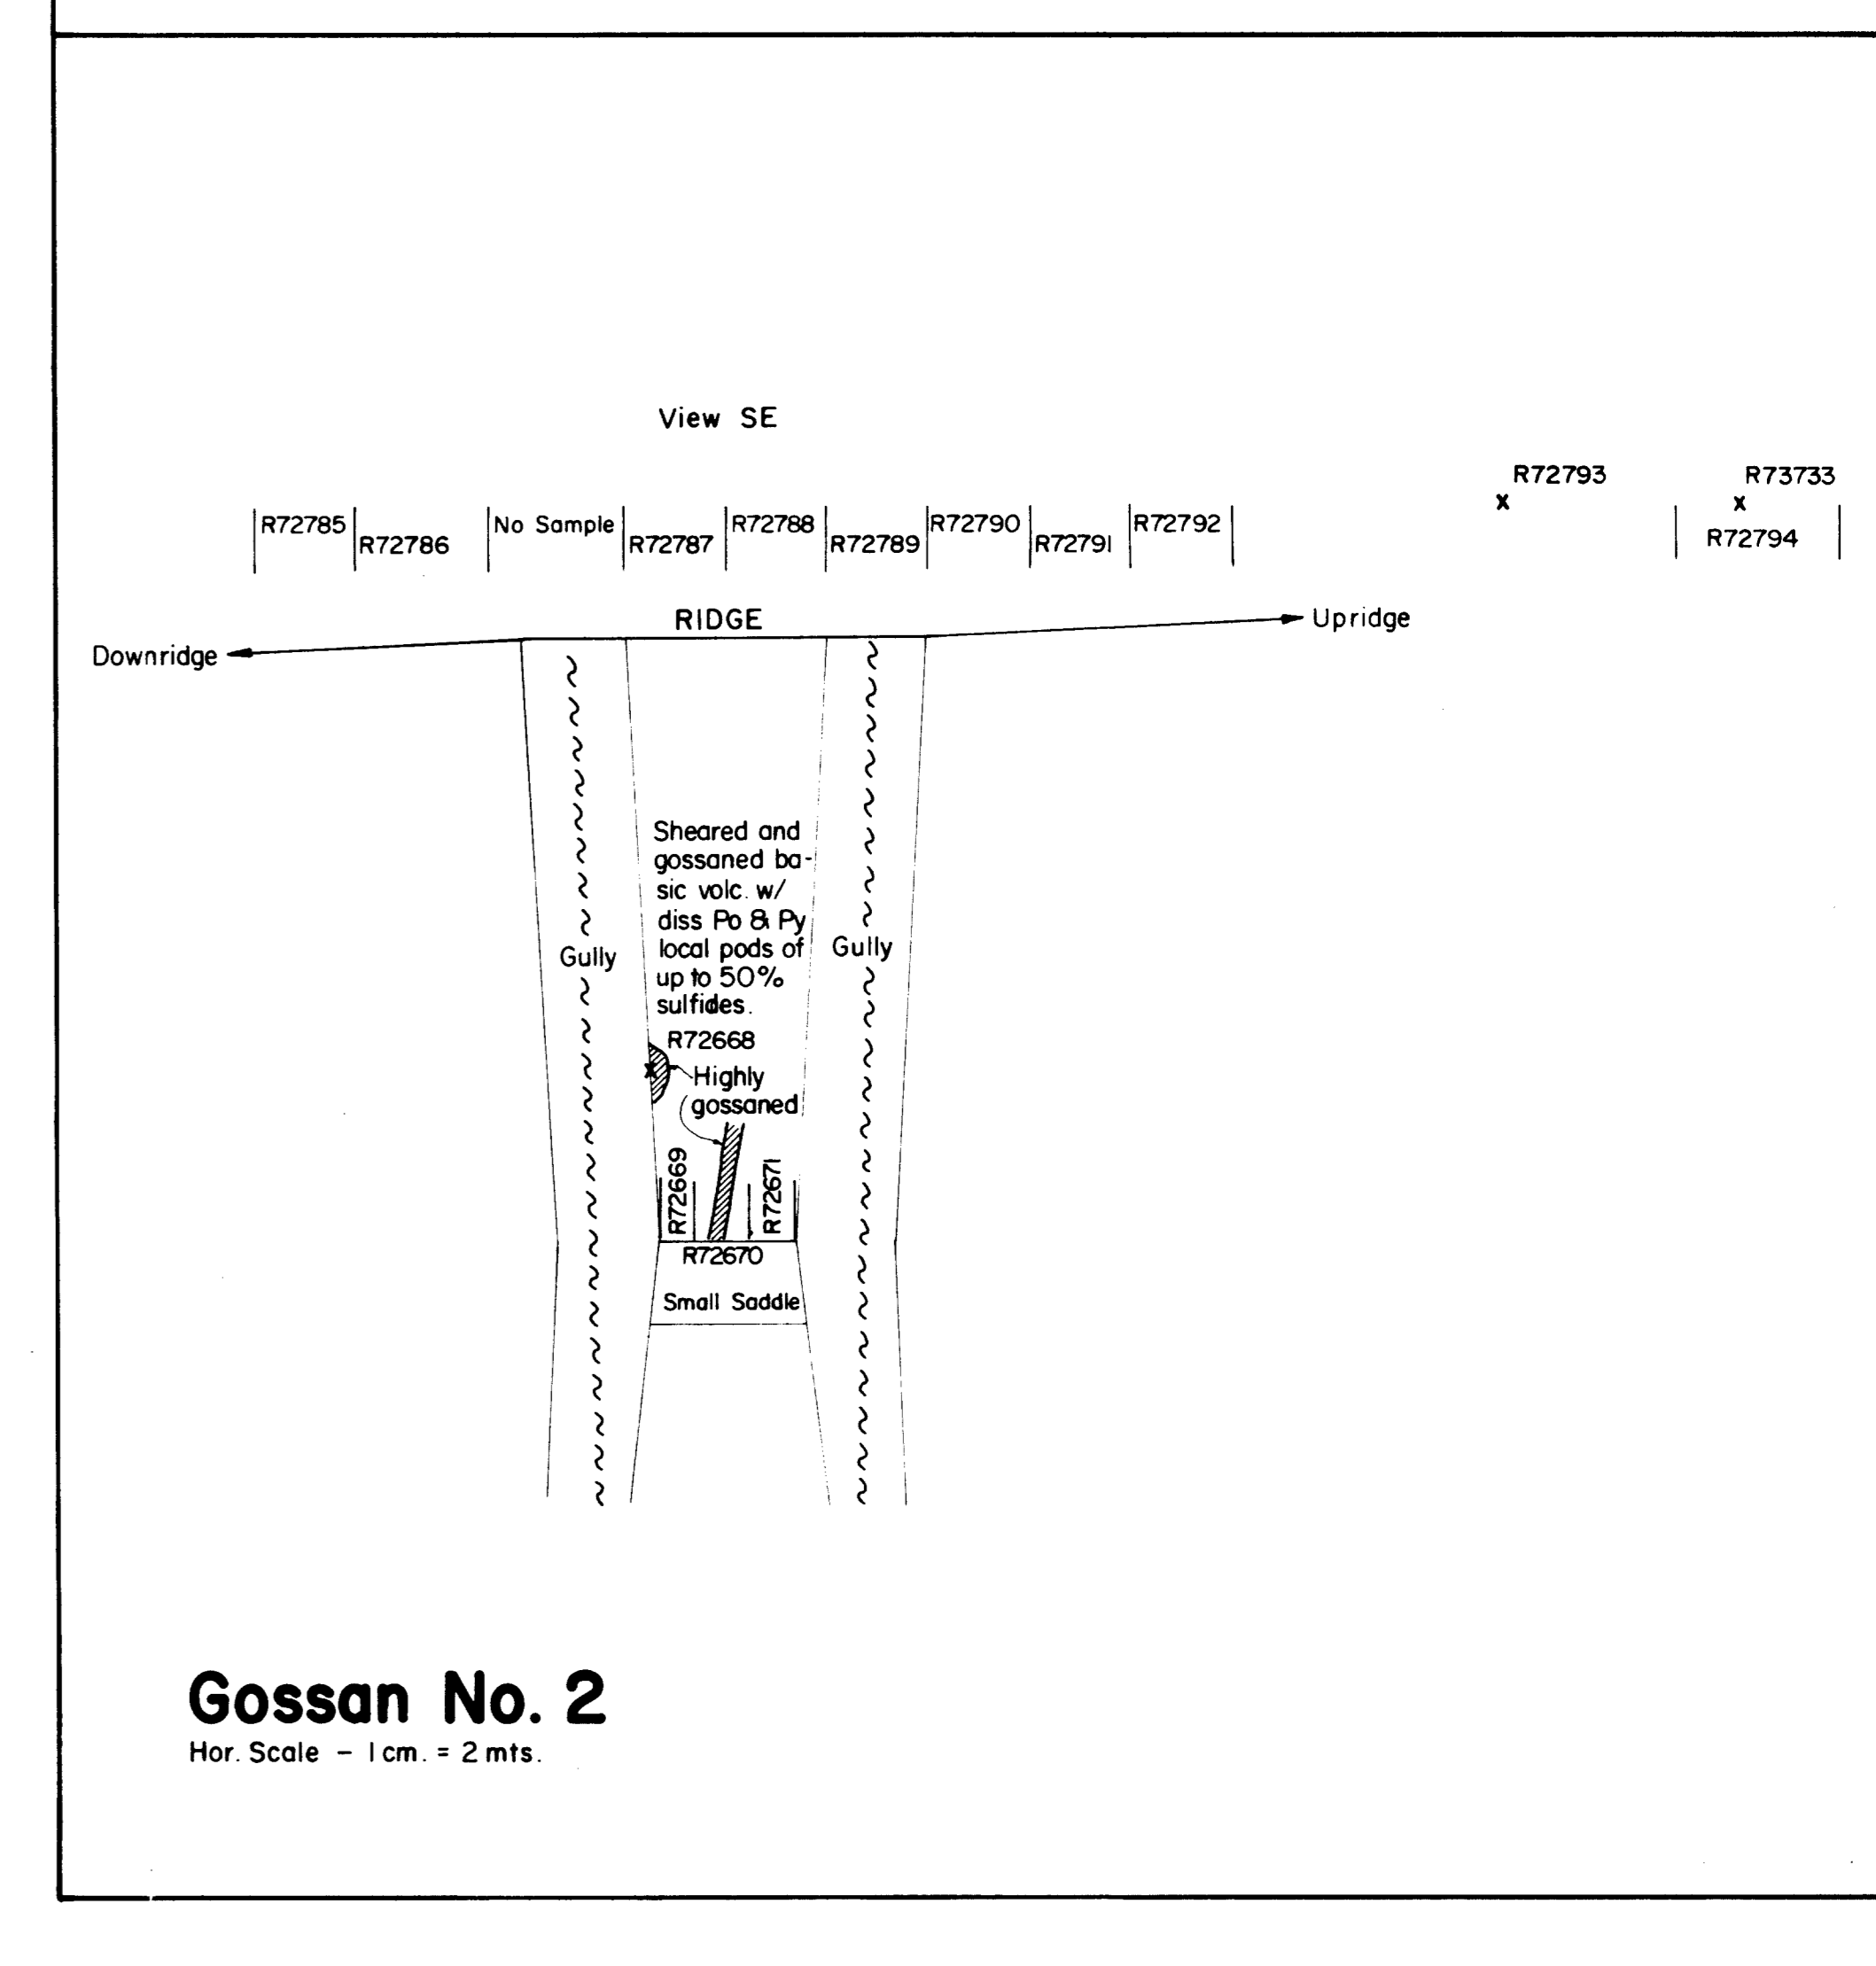 View SE
R72793
R73733
x
x
R72785
R72786
No Sample
R72787
R72788
R72789
R72790
R72791
R72792
R72794
RIDGE
Downridge
Upridge
Sheared and
gossaned ba-
sic volc. w/
diss Po & Py
local pods of
up to 50%
sulfides.
Gully
Gully
R72668
x
Highly
gossaned
R72669
R72671
R72670
Small Saddle
Gossan No. 2
Hor. Scale – 1 cm. = 2 mts.